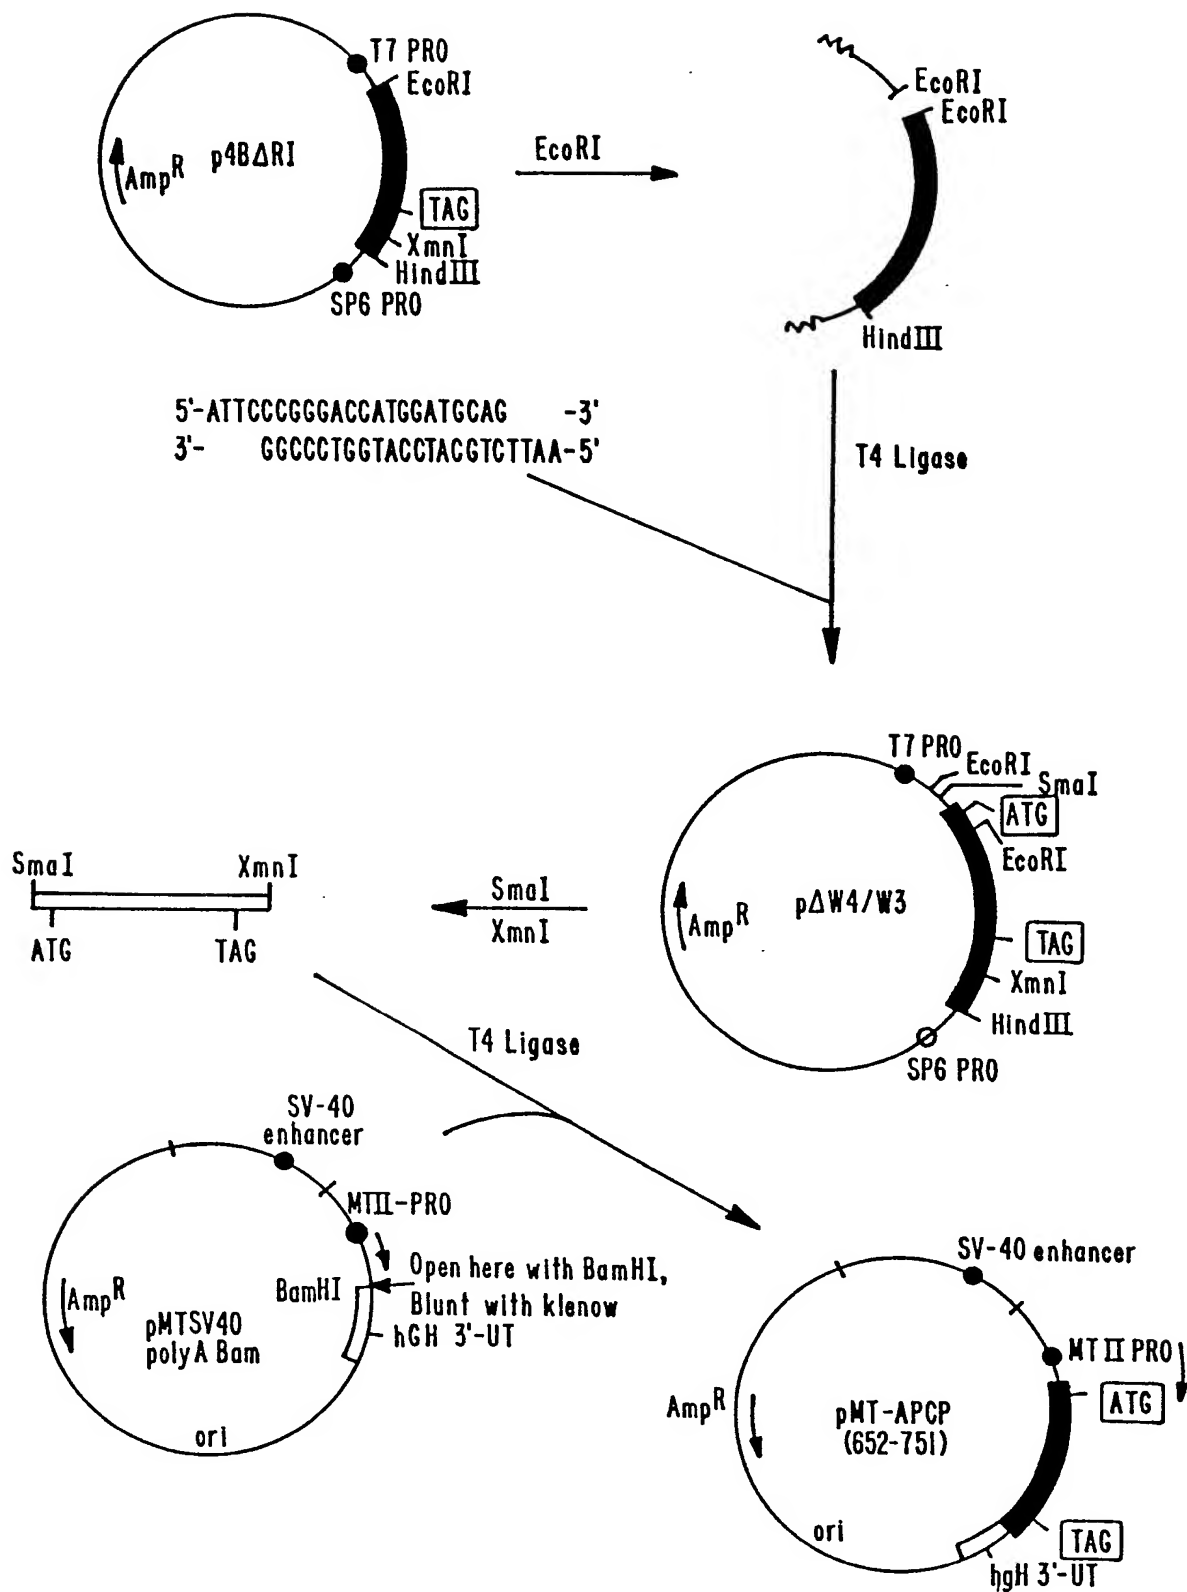 T7 PRO
EcoRI
p4BΔRI
AmpR
TAG
XmnI
HindIII
SP6 PRO
EcoRI
EcoRI
EcoRI
HindIII
5'-ATTCCCGGGACCATGGATGCAG -3'
3'- GGCCCTGGTACCTACGTCTTAA-5'
T4 Ligase
T7 PRO
EcoRI
SmaI
ATG
EcoRI
pΔW4/W3
AmpR
TAG
XmnI
HindIII
SP6 PRO
SmaI
XmnI
SmaI
XmnI
ATG
TAG
T4 Ligase
SV-40
enhancer
MTII-PRO
BamHI
Open here with BamHI,
Blunt with klenow
hGH 3'-UT
AmpR
pMTSV40
polyA Bam
ori
SV-40 enhancer
MTII PRO
ATG
AmpR
pMT-APCP
(652-751)
ori
TAG
hgH 3'-UT